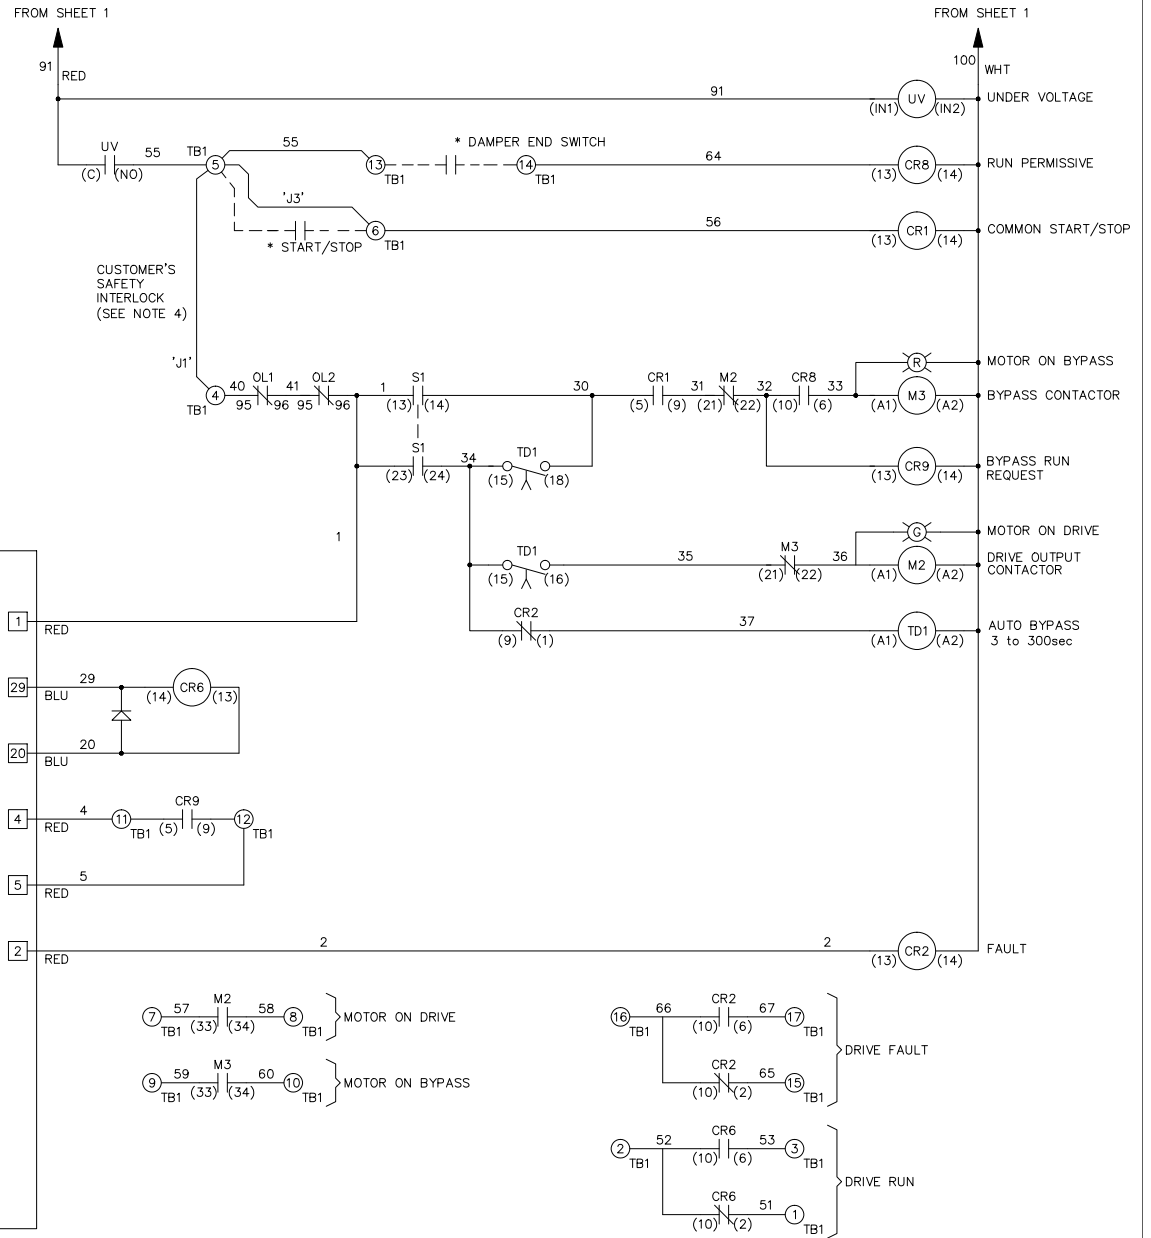 FROM SHEET 1
FROM SHEET 1
91
RED
100
WHT
91
UV
(IN1)
(IN2)
UNDER VOLTAGE
UV
(C)
(NO)
55
TB1
5
55
13
TB1
* DAMPER END SWITCH
14
TB1
64
CR8
(13)
(14)
RUN PERMISSIVE
'J3'
* START/STOP
6
TB1
56
CR1
(13)
(14)
COMMON START/STOP
CUSTOMER'S
SAFETY
INTERLOCK
(SEE NOTE 4)
'J1'
4
TB1
40
OL1
95
96
41
OL2
95
96
1
S1
(13)
(14)
30
CR1
(5)
(9)
31
M2
(21)
(22)
32
CR8
(10)
(6)
33
R
MOTOR ON BYPASS
M3
(A1)
(A2)
BYPASS CONTACTOR
S1
(23)
(24)
34
TD1
(15)
(18)
CR9
(13)
(14)
BYPASS RUN
REQUEST
1
G
MOTOR ON DRIVE
TD1
(15)
(16)
35
M3
(21)
(22)
36
M2
(A1)
(A2)
DRIVE OUTPUT
CONTACTOR
CR2
(9)
(1)
37
TD1
(A1)
(A2)
AUTO BYPASS
3 to 300sec
1
RED
29
BLU
29
CR6
(14)
(13)
20
BLU
20
4
RED
4
11
TB1
CR9
(5)
(9)
12
TB1
5
RED
5
2
RED
2
2
CR2
(13)
(14)
FAULT
7
TB1
57
M2
(33)
(34)
58
8
TB1
MOTOR ON DRIVE
9
TB1
59
M3
(33)
(34)
60
10
TB1
MOTOR ON BYPASS
16
TB1
66
CR2
(10)
(6)
67
17
TB1
CR2
(10)
(2)
65
15
TB1
DRIVE FAULT
2
TB1
52
CR6
(10)
(6)
53
3
TB1
CR6
(10)
(2)
51
1
TB1
DRIVE RUN